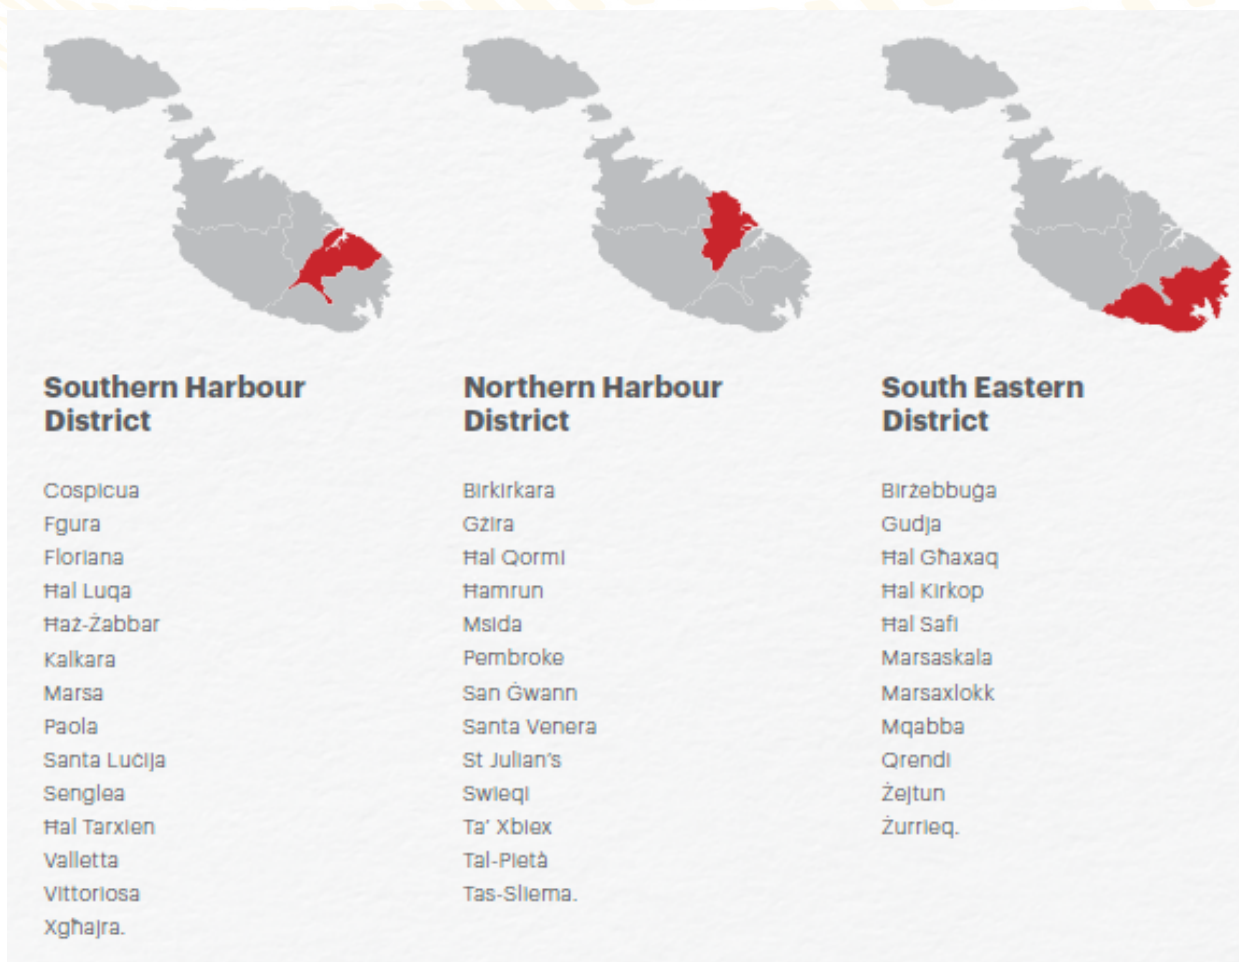 Southern Harbour
District
Cospicua
Fgura
Floriana
Ħal Luqa
Ħaż-Żabbar
Kalkara
Marsa
Paola
Santa Luċija
Senglea
Ħal Tarxien
Valletta
Vittoriosa
Xgħajra.
Northern Harbour
District
Birkirkara
Gżira
Ħal Qormi
Ħamrun
Msida
Pembroke
San Ġwann
Santa Venera
St Julian's
Swieqi
Ta' Xbiex
Tal-Pietà
Tas-Sliema.
South Eastern
District
Birżebbuġa
Gudja
Ħal Għaxaq
Ħal Kirkop
Ħal Safi
Marsaskala
Marsaxlokk
Mqabba
Qrendi
Żejtun
Żurrieq.